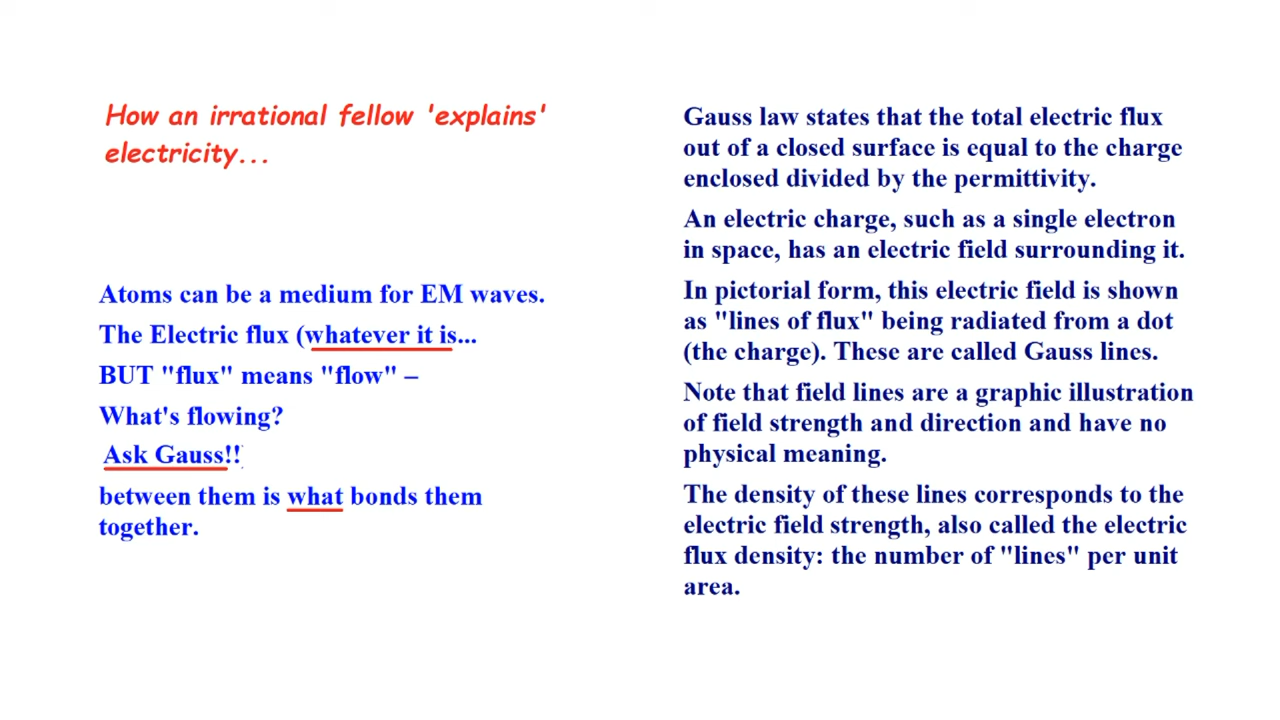 How an irrational fellow 'explains'
electricity...
Atoms can be a medium for EM waves.
The Electric flux (whatever it is...
BUT "flux" means "flow" –
What's flowing?
Ask Gauss!!
between them is what bonds them
together.
Gauss law states that the total electric flux
out of a closed surface is equal to the charge
enclosed divided by the permittivity.
An electric charge, such as a single electron
in space, has an electric field surrounding it.
In pictorial form, this electric field is shown
as "lines of flux" being radiated from a dot
(the charge). These are called Gauss lines.
Note that field lines are a graphic illustration
of field strength and direction and have no
physical meaning.
The density of these lines corresponds to the
electric field strength, also called the electric
flux density: the number of "lines" per unit
area.